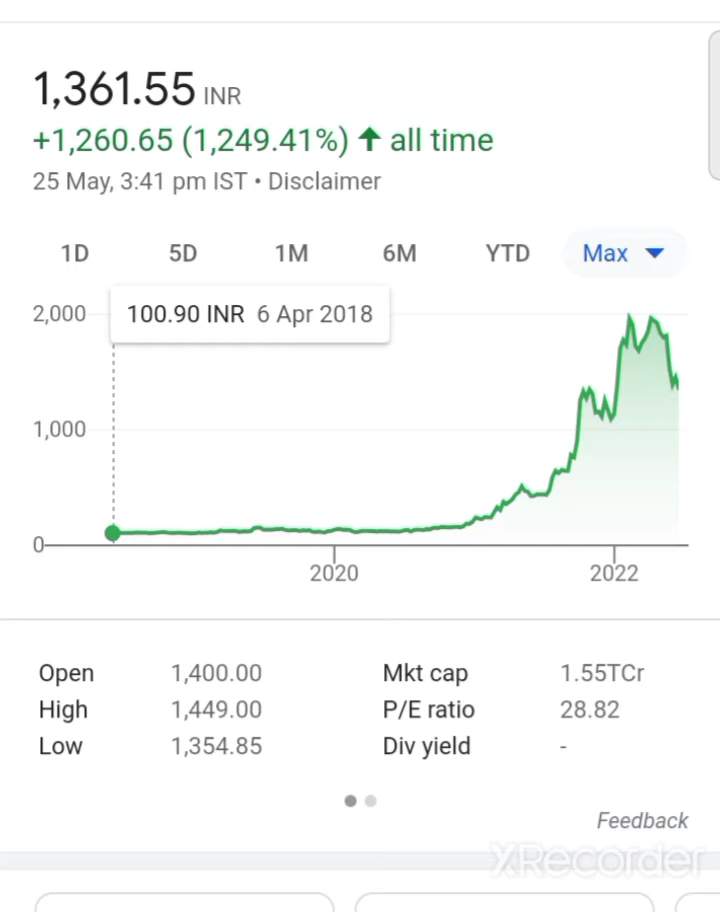 1,361.55 INR
+1,260.65 (1,249.41%) ↑ all time
25 May, 3:41 pm IST • Disclaimer
1D 5D 1M 6M YTD Max
100.90 INR 6 Apr 2018
2,000
1,000
0
2020 2022
Open 1,400.00 Mkt cap 1.55TCr
High 1,449.00 P/E ratio 28.82
Low 1,354.85 Div yield -
Feedback
XRecorder